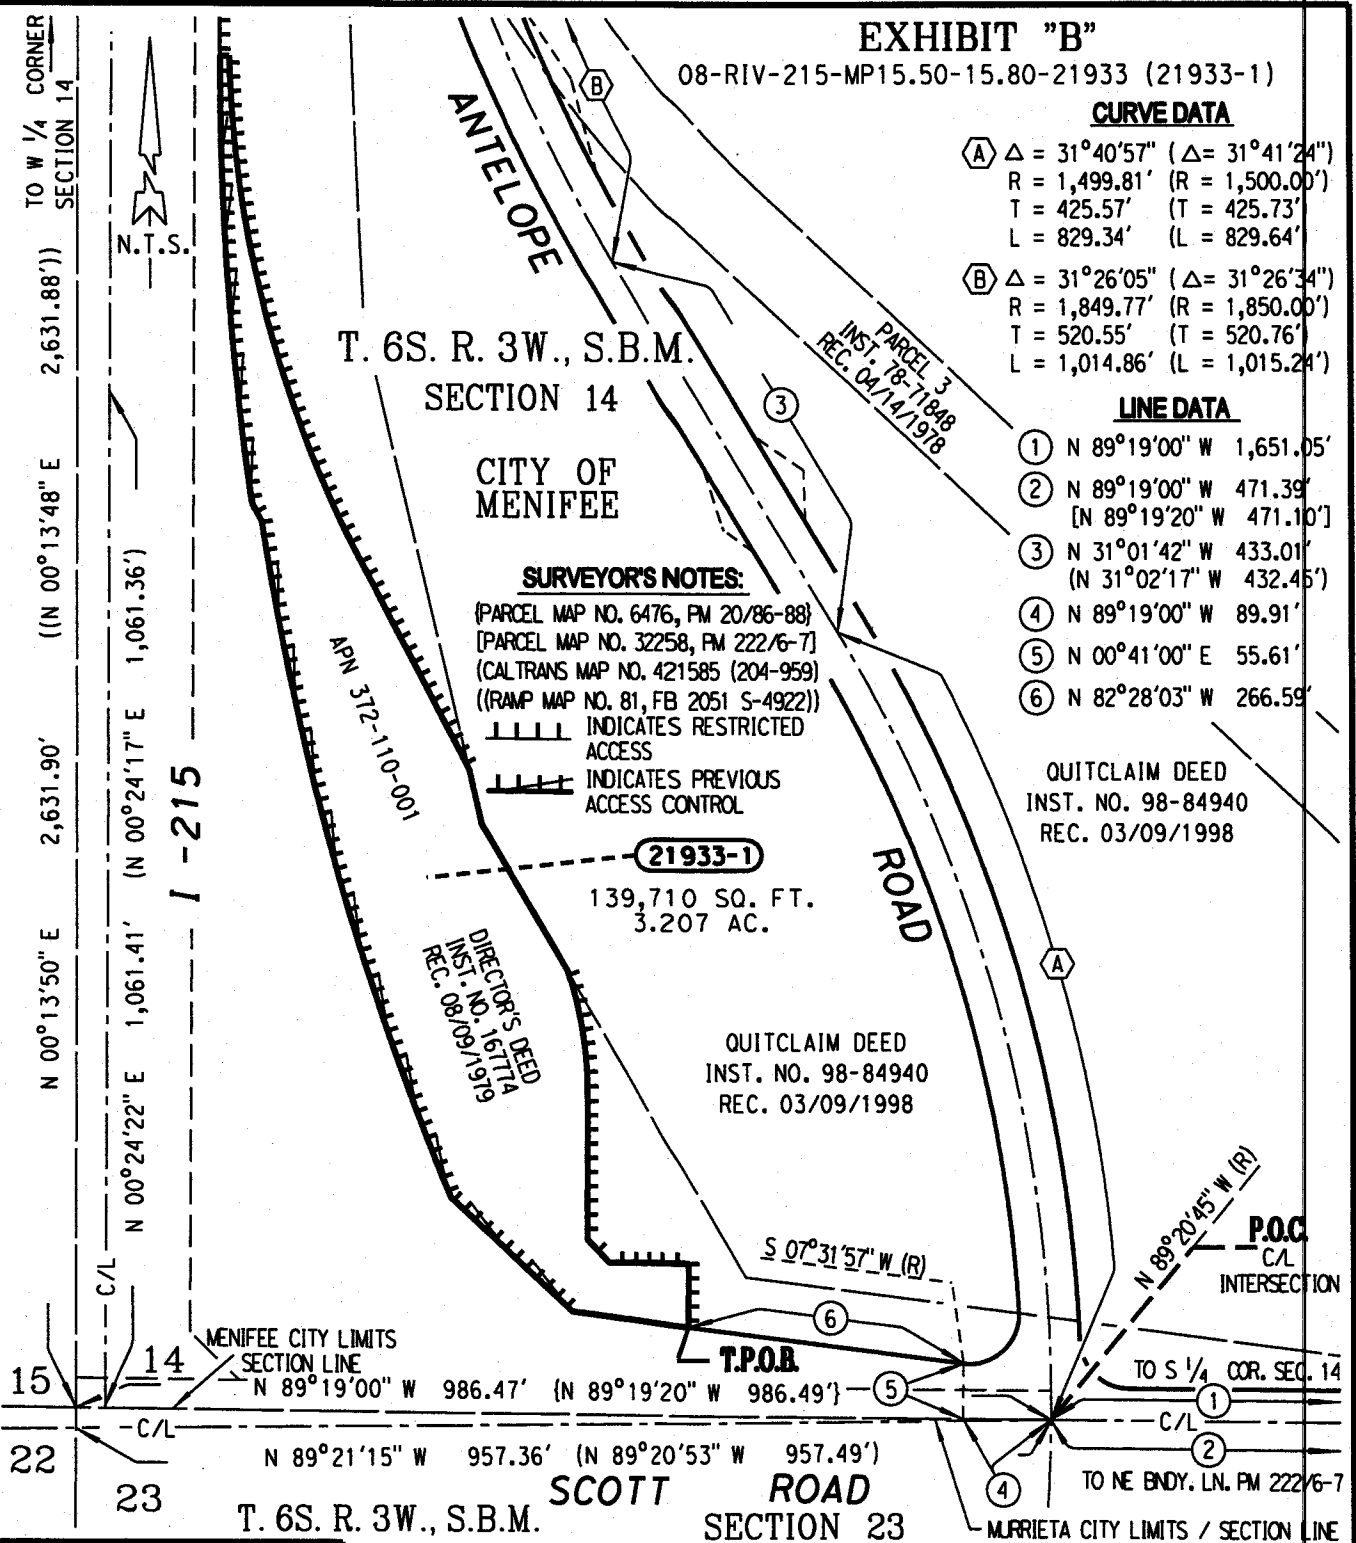 EXHIBIT "B"
08-RIV-215-MP15.50-15.80-21933 (21933-1)
CURVE DATA
A Δ = 31°40'57" (Δ= 31°41'24")
R = 1,499.81' (R = 1,500.00')
T = 425.57' (T = 425.73'
L = 829.34' (L = 829.64'
B Δ = 31°26'05" (Δ= 31°26'34")
R = 1,849.77' (R = 1,850.00')
T = 520.55' (T = 520.76'
L = 1,014.86' (L = 1,015.24')
LINE DATA
1 N 89°19'00" W 1,651.05'
2 N 89°19'00" W 471.39'
[N 89°19'20" W 471.10']
3 N 31°01'42" W 433.01'
(N 31°02'17" W 432.45')
4 N 89°19'00" W 89.91'
5 N 00°41'00" E 55.61'
6 N 82°28'03" W 266.59'
TO W 1/4 CORNER
SECTION 14
N.T.S.
B
ANTELOPE
ROAD
T. 6S. R. 3W., S.B.M.
SECTION 14
CITY OF
MENIFEE
3
PARCEL 3
INST. 78-71848
REC. 04/14/1978
SURVEYOR'S NOTES:
{PARCEL MAP NO. 6476, PM 20/86-88}
[PARCEL MAP NO. 32258, PM 222/6-7]
(CALTRANS MAP NO. 421585 (204-959)
((RAMP MAP NO. 81, FB 2051 S-4922))
INDICATES RESTRICTED
ACCESS
INDICATES PREVIOUS
ACCESS CONTROL
21933-1
139,710 SQ. FT.
3.207 AC.
APN 372-110-001
DIRECTOR'S DEED
INST. NO. 167774
REC. 08/09/1979
QUITCLAIM DEED
INST. NO. 98-84940
REC. 03/09/1998
QUITCLAIM DEED
INST. NO. 98-84940
REC. 03/09/1998
A
N 00°13'50" E 2,631.90' ((N 00°13'48" E 2,631.88'))
N 00°24'22" E 1,061.41' (N 00°24'17" E 1,061.36')
I-215
C/L
S 07°31'57" W (R)
N 89°20'45" W (R)
P.O.C.
C/L
INTERSECTION
6
T.P.O.B.
MENIFEE CITY LIMITS
SECTION LINE
15
14
N 89°19'00" W 986.47' {N 89°19'20" W 986.49'}
5
TO S 1/4 COR. SEC. 14
1
C/L
C/L
22
23
N 89°21'15" W 957.36' (N 89°20'53" W 957.49')
2
4
TO NE BNDY. LN. PM 222/6-7
SCOTT ROAD
T. 6S. R. 3W., S.B.M.
SECTION 23
MURRIETA CITY LIMITS / SECTION LINE